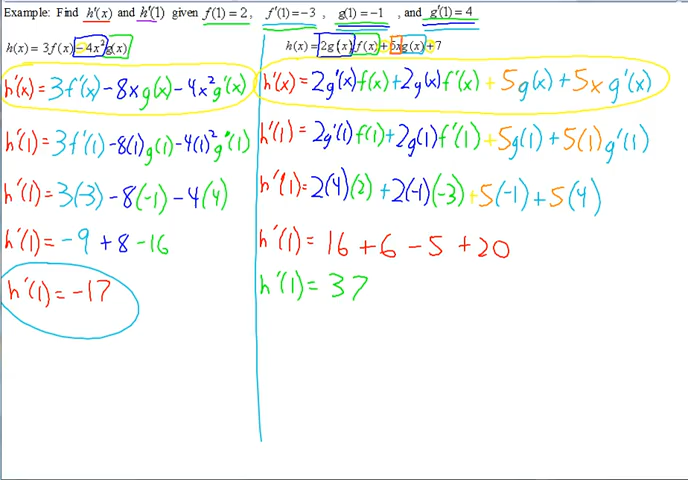 Example: Find h'(x) and h'(1) given f(1) = 2, f'(1) = −3, g(1) = −1, and g'(1) = 4
h(x) = 3f(x) − 4x²g(x)
h'(x) = 3f'(x) − 8xg(x) − 4x²g'(x)
h'(1) = 3f'(1) − 8(1)g(1) − 4(1)²g'(1)
h'(1) = 3(-3) − 8(-1) − 4(4)
h'(1) = −9 + 8 − 16
h'(1) = −17
h(x) = 2g(x)f(x) + 5xg(x) + 7
h'(x) = 2g'(x)f(x) + 2g(x)f'(x) + 5g(x) + 5x g'(x)
h'(1) = 2g'(1)f(1) + 2g(1)f'(1) + 5g(1) + 5(1)g'(1)
h'(1) = 2(4)(2) + 2(-1)(-3) + 5(-1) + 5(4)
h'(1) = 16 + 6 − 5 + 20
h'(1) = 37